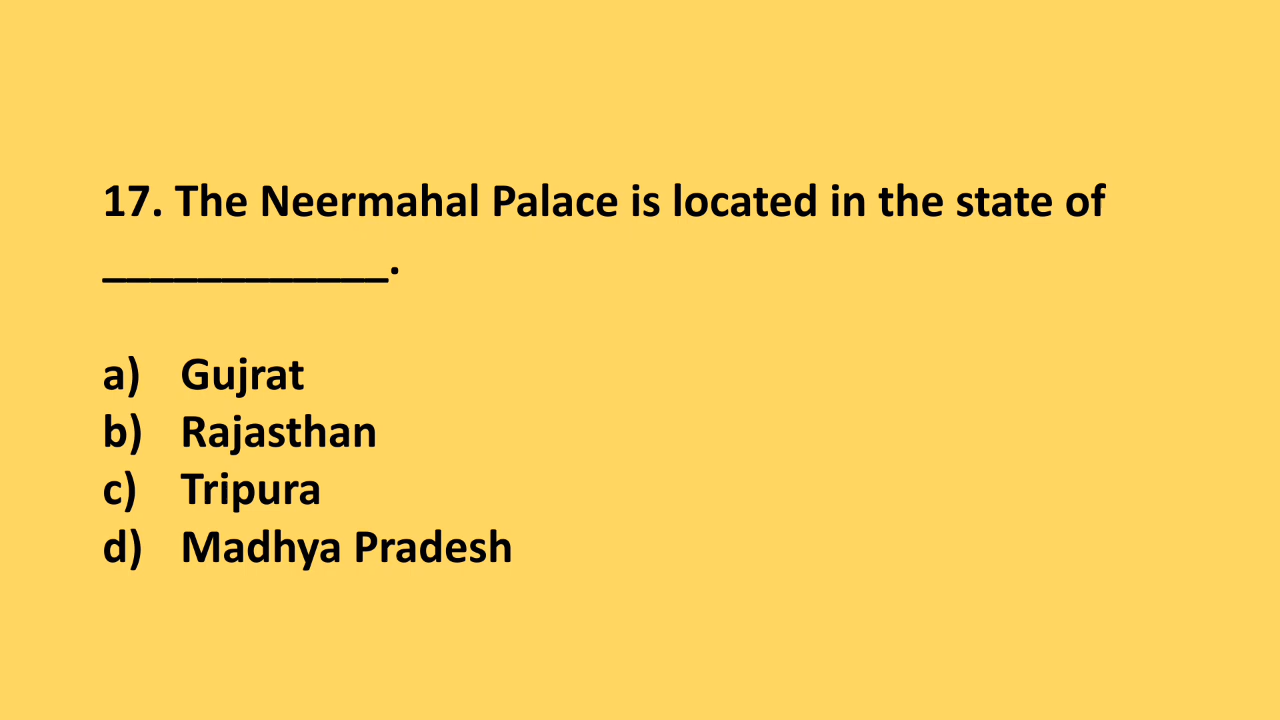 17. The Neermahal Palace is located in the state of
____________.
a) Gujrat
b) Rajasthan
c) Tripura
d) Madhya Pradesh